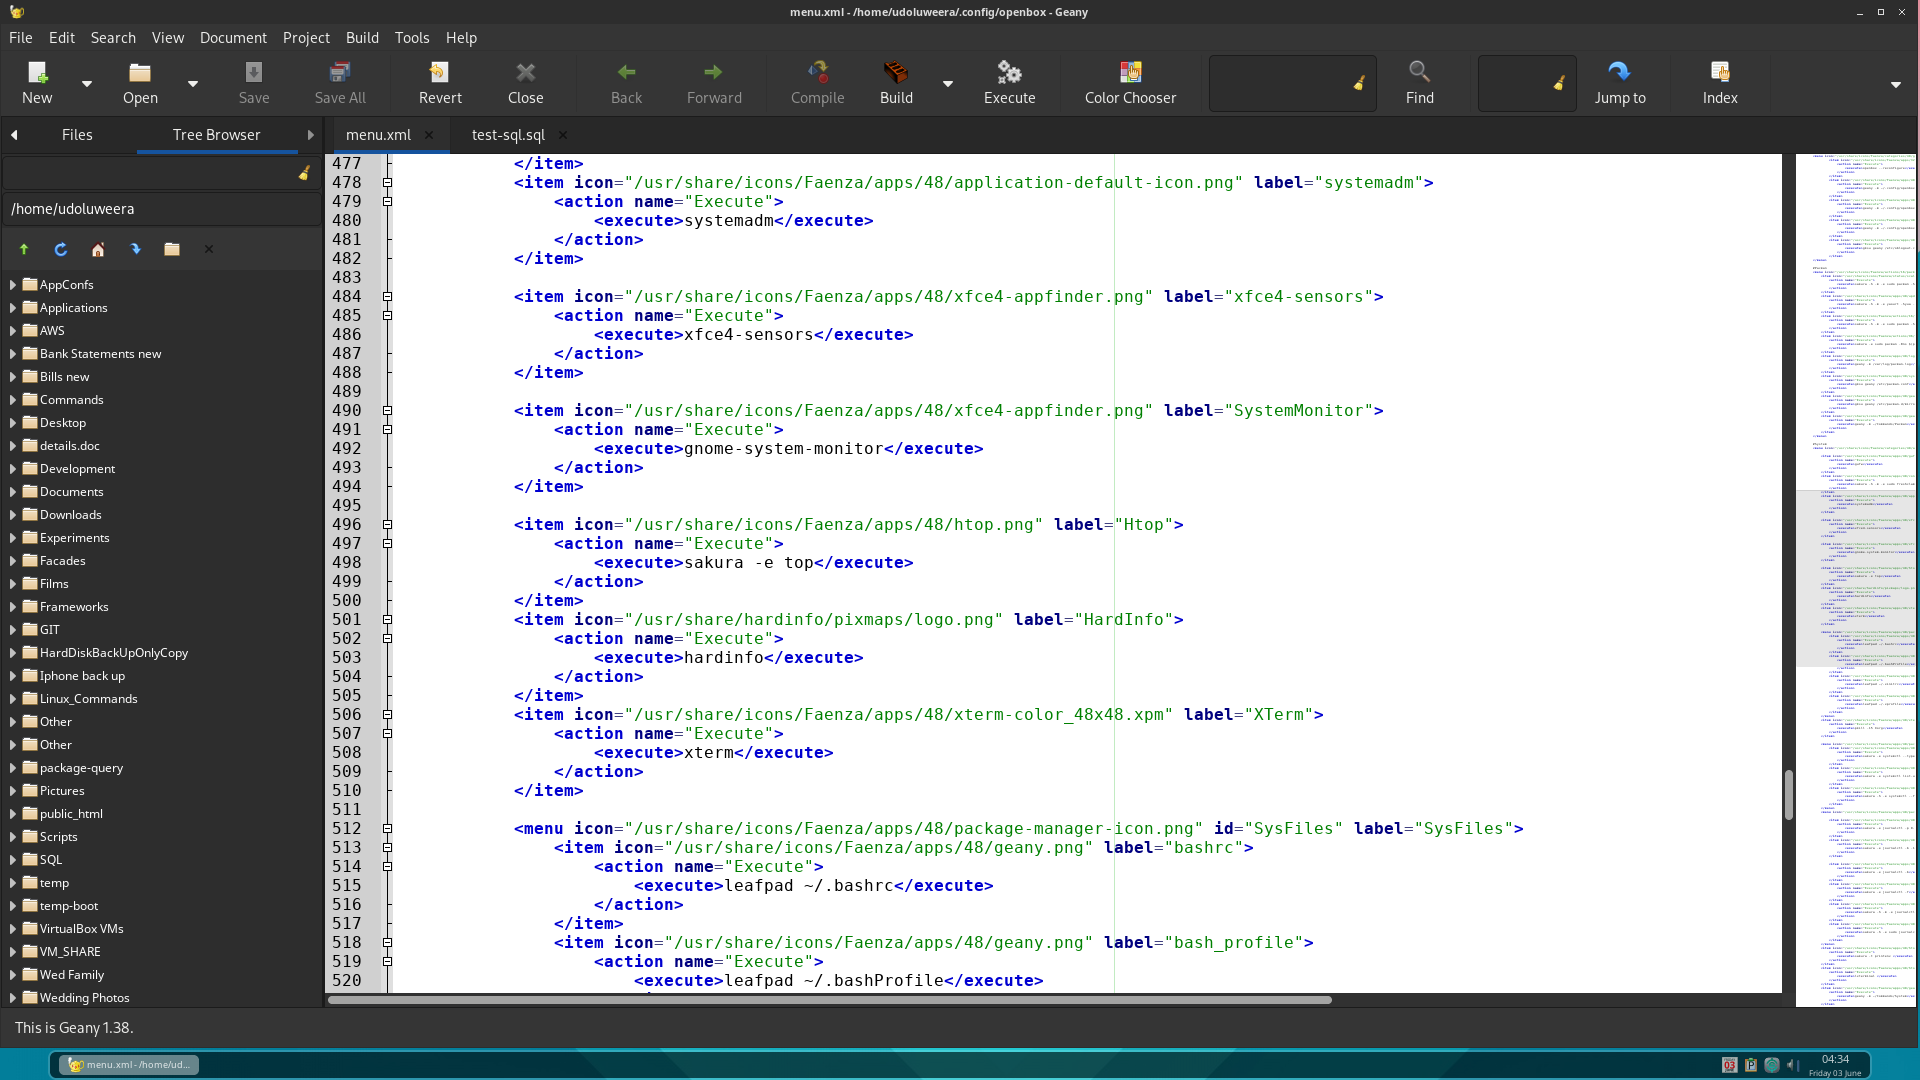 menu.xml - /home/udoluweera/.config/openbox - Geany
File Edit Search View Document Project Build Tools Help
New Open Save Save All Revert Close Back Forward Compile Build Execute Color Chooser Find Jump to Index
Files Tree Browser
menu.xml test-sql.sql
/home/udoluweera
AppConfs
Applications
AWS
Bank Statements new
Bills new
Commands
Desktop
details.doc
Development
Documents
Downloads
Experiments
Facades
Films
Frameworks
GIT
HardDiskBackUpOnlyCopy
Iphone back up
Linux_Commands
Other
Other
package-query
Pictures
public_html
Scripts
SQL
temp
temp-boot
VirtualBox VMs
VM_SHARE
Wed Family
Wedding Photos
477 </item>
478 <item icon="/usr/share/icons/Faenza/apps/48/application-default-icon.png" label="systemadm">
479 <action name="Execute">
480 <execute>systemadm</execute>
481 </action>
482 </item>
483
484 <item icon="/usr/share/icons/Faenza/apps/48/xfce4-appfinder.png" label="xfce4-sensors">
485 <action name="Execute">
486 <execute>xfce4-sensors</execute>
487 </action>
488 </item>
489
490 <item icon="/usr/share/icons/Faenza/apps/48/xfce4-appfinder.png" label="SystemMonitor">
491 <action name="Execute">
492 <execute>gnome-system-monitor</execute>
493 </action>
494 </item>
495
496 <item icon="/usr/share/icons/Faenza/apps/48/htop.png" label="Htop">
497 <action name="Execute">
498 <execute>sakura -e top</execute>
499 </action>
500 </item>
501 <item icon="/usr/share/hardinfo/pixmaps/logo.png" label="HardInfo">
502 <action name="Execute">
503 <execute>hardinfo</execute>
504 </action>
505 </item>
506 <item icon="/usr/share/icons/Faenza/apps/48/xterm-color_48x48.xpm" label="XTerm">
507 <action name="Execute">
508 <execute>xterm</execute>
509 </action>
510 </item>
511
512 <menu icon="/usr/share/icons/Faenza/apps/48/package-manager-icon.png" id="SysFiles" label="SysFiles">
513 <item icon="/usr/share/icons/Faenza/apps/48/geany.png" label="bashrc">
514 <action name="Execute">
515 <execute>leafpad ~/.bashrc</execute>
516 </action>
517 </item>
518 <item icon="/usr/share/icons/Faenza/apps/48/geany.png" label="bash_profile">
519 <action name="Execute">
520 <execute>leafpad ~/.bashProfile</execute>
This is Geany 1.38.
menu.xml - /home/ud...
03
04:34
Friday 03 June